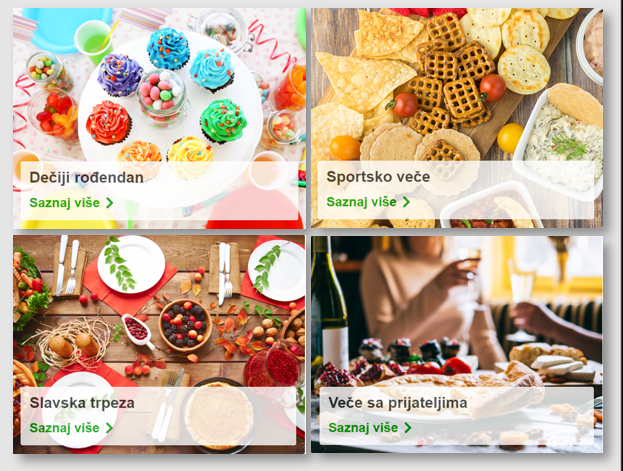 Dečiji rođendan
Saznaj više
Sportsko veče
Saznaj više
Slavska trpeza
Saznaj više
Veče sa prijateljima
Saznaj više